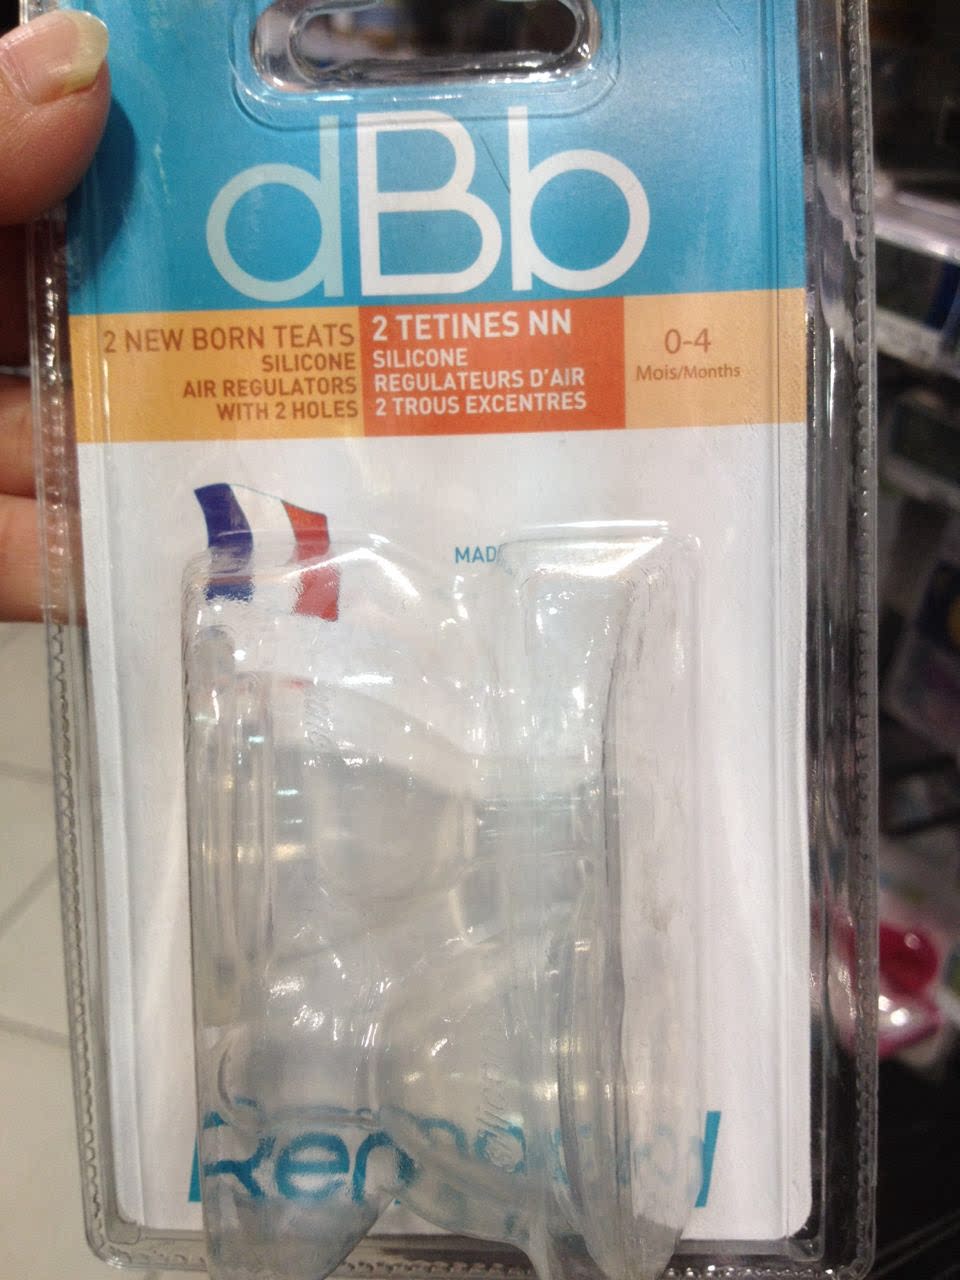 dBb
2 NEW BORN TEATS
SILICONE
AIR REGULATORS
WITH 2 HOLES
2 TETINES NN
SILICONE
REGULATEURS D'AIR
2 TROUS EXCENTRES
0-4
Mois/Months